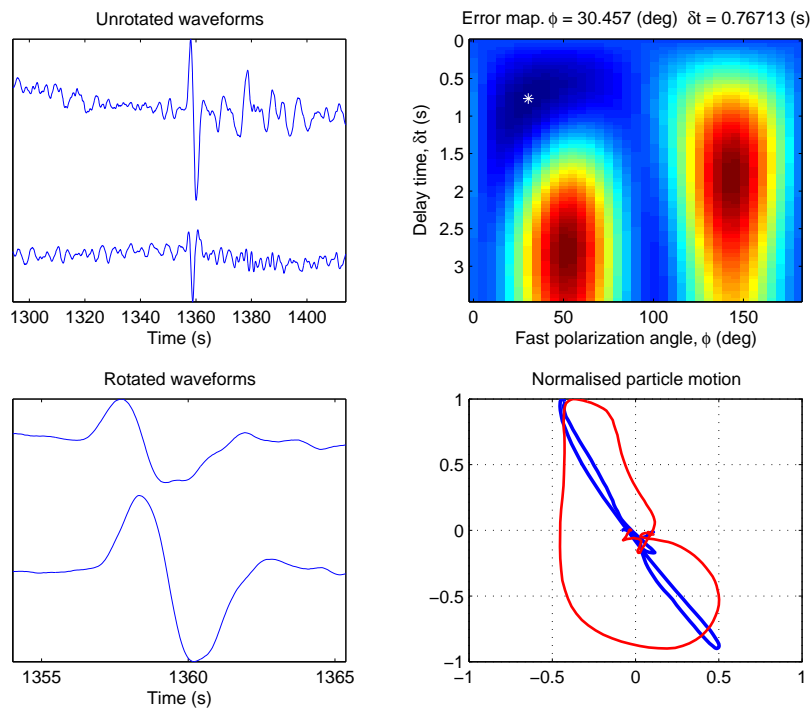 Unrotated waveforms
1300 1320 1340 1360 1380 1400
Time (s)
Error map. ϕ = 30.457 (deg) δt = 0.76713 (s)
0
0.5
1
1.5
2
2.5
3
Delay time, δt (s)
0 50 100 150
Fast polarization angle, ϕ (deg)
Rotated waveforms
1355 1360 1365
Time (s)
Normalised particle motion
1
0.5
0
−0.5
−1
−1 −0.5 0 0.5 1